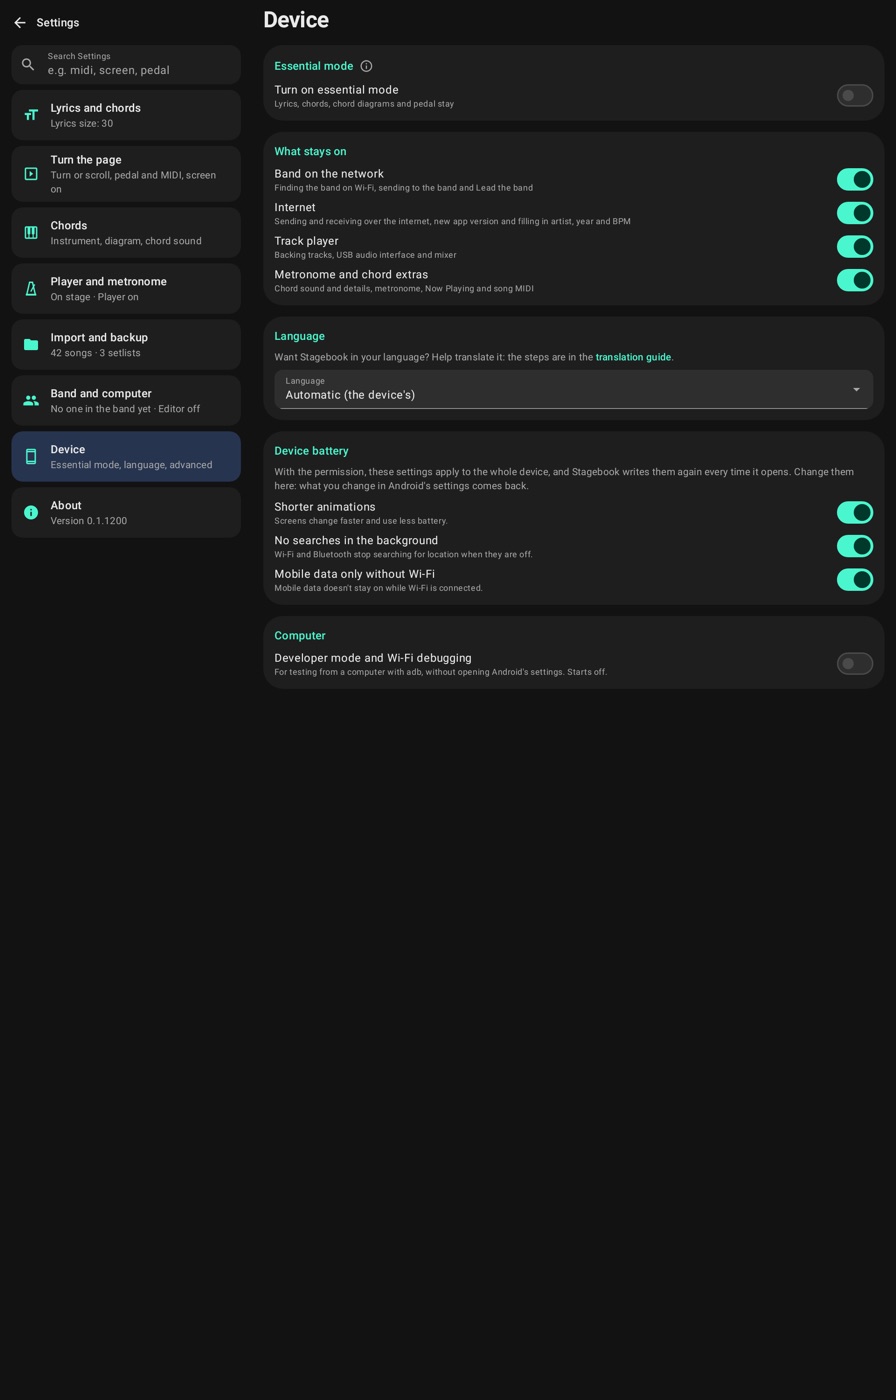 Settings
Search Settings
e.g. midi, screen, pedal
Lyrics and chords
Lyrics size: 30
Turn the page
Turn or scroll, pedal and MIDI, screen
on
Chords
Instrument, diagram, chord sound
Player and metronome
On stage · Player on
Import and backup
42 songs · 3 setlists
Band and computer
No one in the band yet · Editor off
Device
Essential mode, language, advanced
About
Version 0.1.1200
Device
Essential mode
Turn on essential mode
Lyrics, chords, chord diagrams and pedal stay
What stays on
Band on the network
Finding the band on Wi-Fi, sending to the band and Lead the band
Internet
Sending and receiving over the internet, new app version and filling in artist, year and BPM
Track player
Backing tracks, USB audio interface and mixer
Metronome and chord extras
Chord sound and details, metronome, Now Playing and song MIDI
Language
Want Stagebook in your language? Help translate it: the steps are in the translation guide.
Language
Automatic (the device's)
Device battery
With the permission, these settings apply to the whole device, and Stagebook writes them again every time it opens. Change them
here: what you change in Android's settings comes back.
Shorter animations
Screens change faster and use less battery.
No searches in the background
Wi-Fi and Bluetooth stop searching for location when they are off.
Mobile data only without Wi-Fi
Mobile data doesn't stay on while Wi-Fi is connected.
Computer
Developer mode and Wi-Fi debugging
For testing from a computer with adb, without opening Android's settings. Starts off.